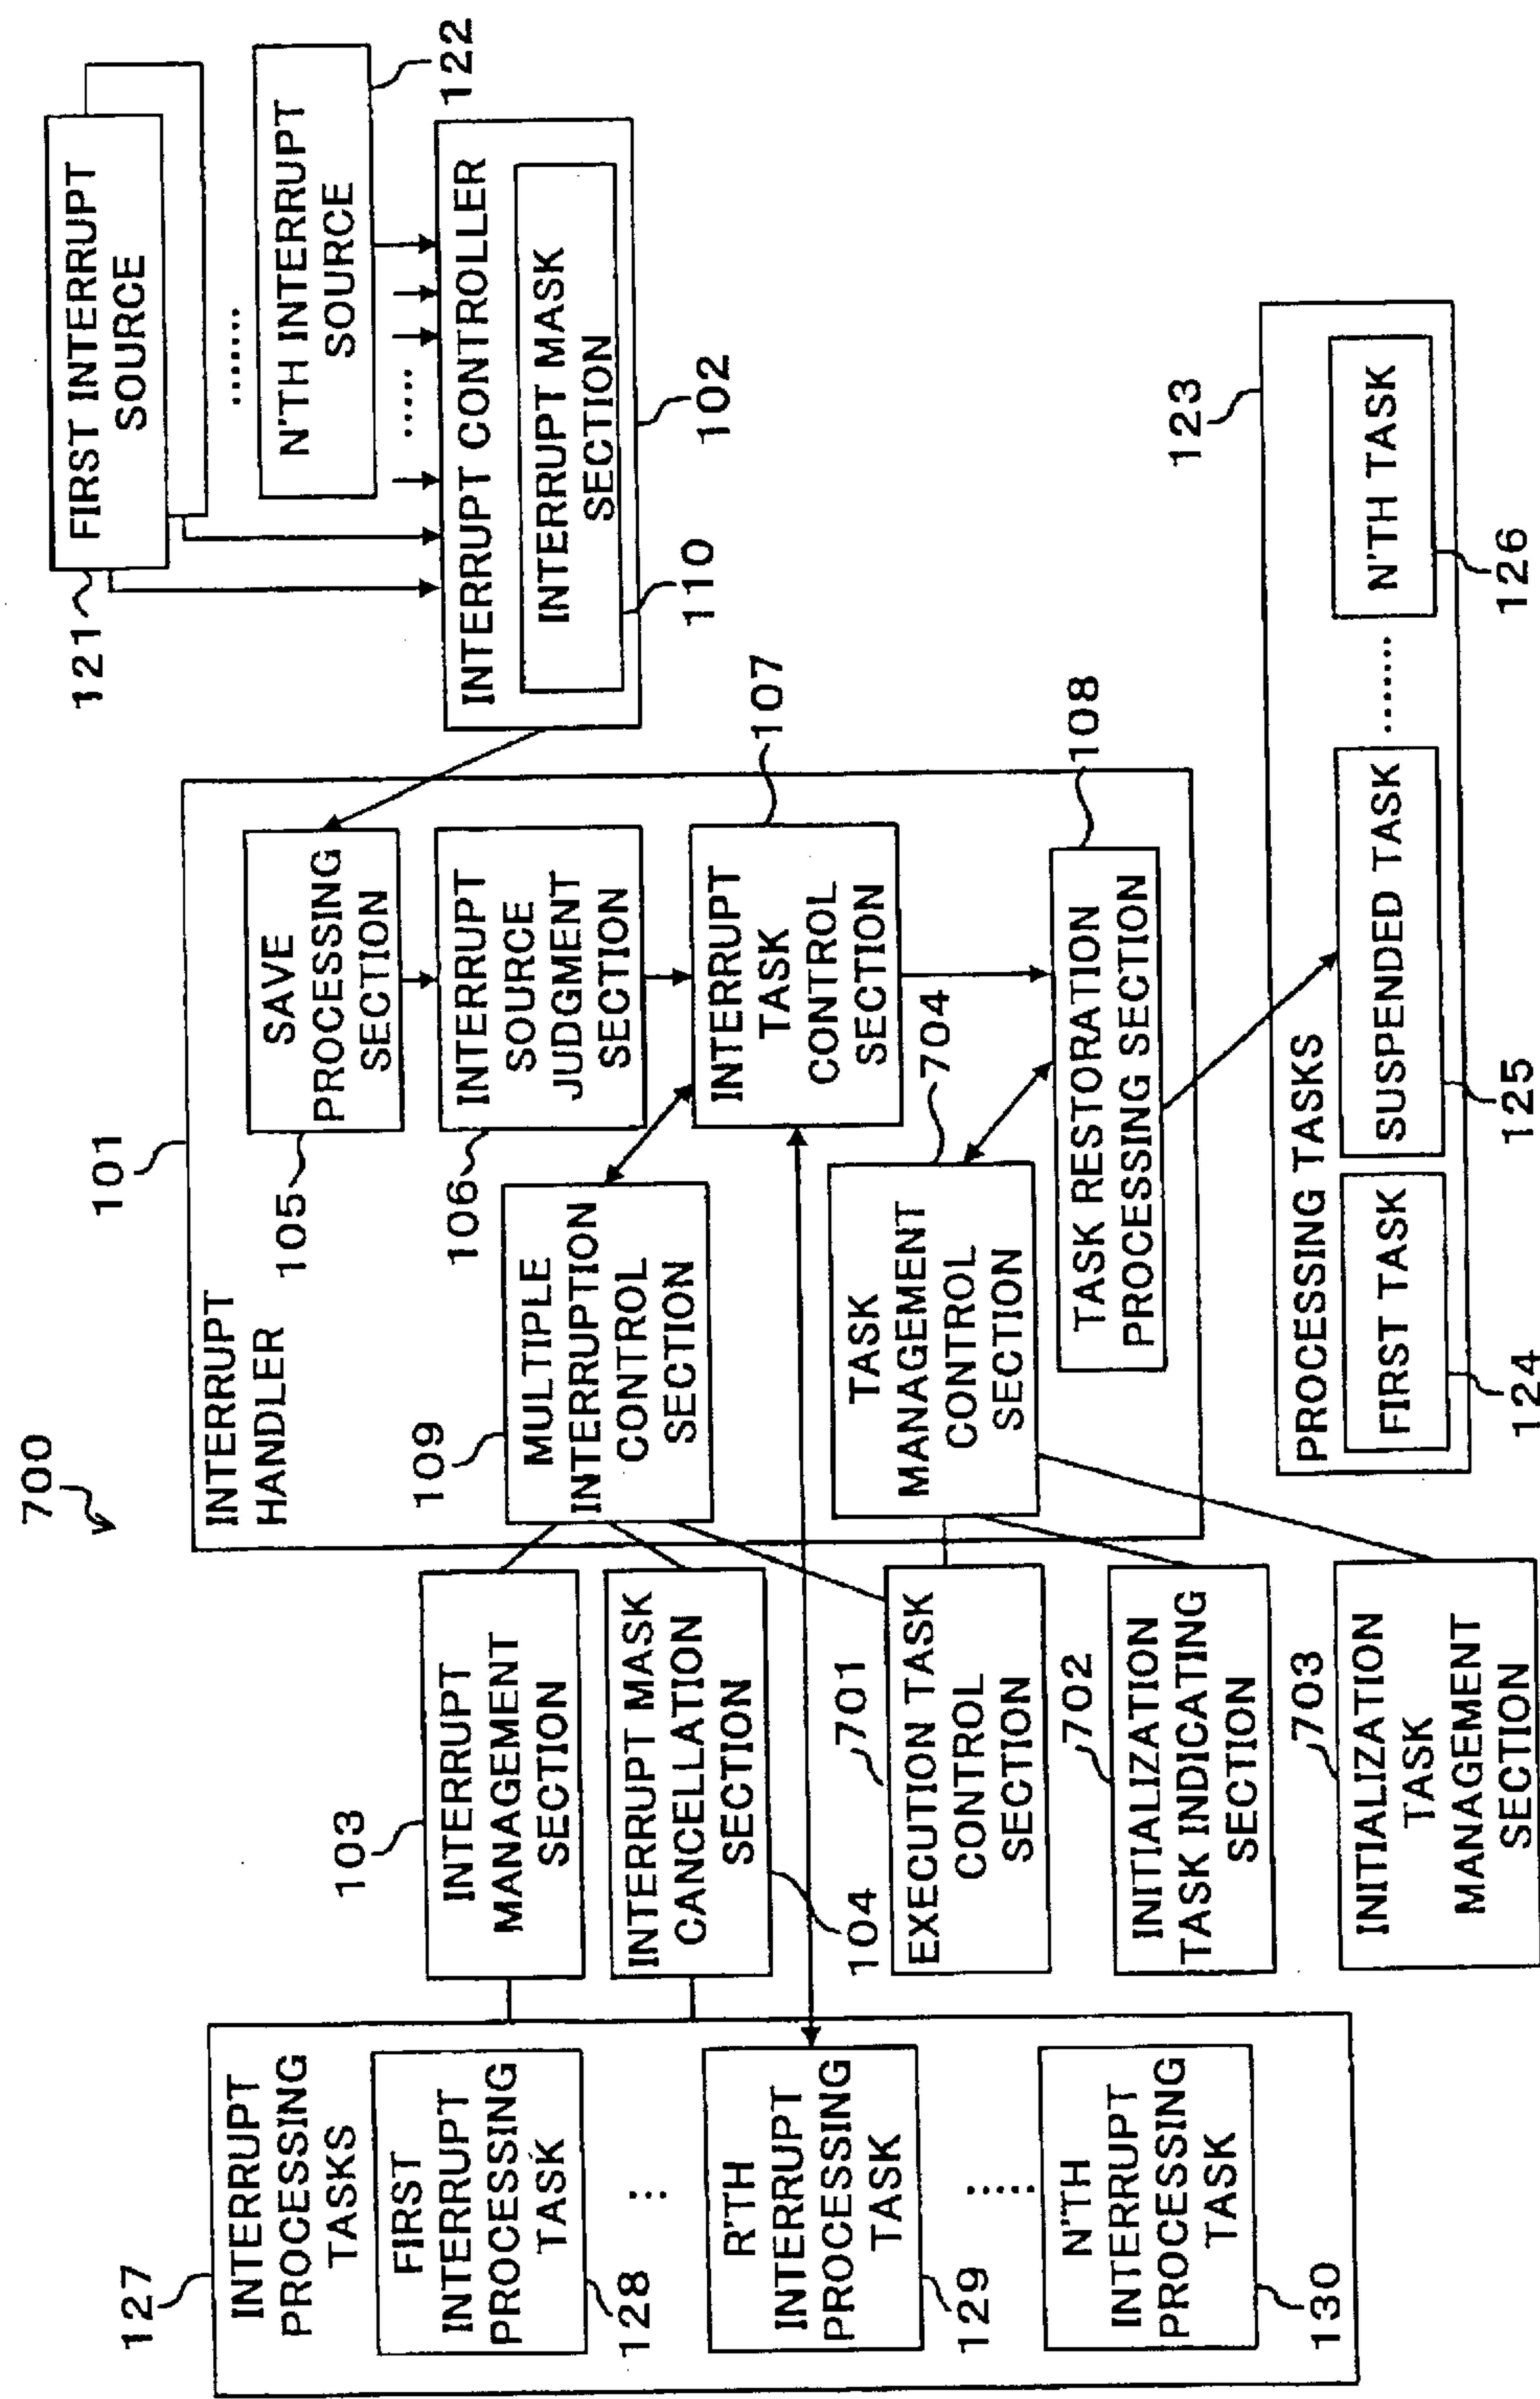 700
127
INTERRUPT
PROCESSING
TASKS
FIRST
INTERRUPT
PROCESSING
TASK
128
...
R'TH
INTERRUPT
PROCESSING
TASK
129
.....
N'TH
INTERRUPT
PROCESSING
TASK
130
103
INTERRUPT
MANAGEMENT
SECTION
INTERRUPT MASK
CANCELLATION
SECTION
104
701
EXECUTION TASK
CONTROL
SECTION
702
INITIALIZATION
TASK INDICATING
SECTION
703
INITIALIZATION
TASK
MANAGEMENT
SECTION
101
INTERRUPT
HANDLER
SAVE
PROCESSING
SECTION
105
INTERRUPT
SOURCE
JUDGMENT
SECTION
106
109
MULTIPLE
INTERRUPTION
CONTROL
SECTION
INTERRUPT
TASK
CONTROL
SECTION
107
704
TASK
MANAGEMENT
CONTROL
SECTION
TASK RESTORATION
PROCESSING SECTION
108
121
FIRST INTERRUPT
SOURCE
......
N'TH INTERRUPT
SOURCE
122
.....
INTERRUPT CONTROLLER
INTERRUPT MASK
SECTION
110
102
123
PROCESSING TASKS
FIRST TASK
124
SUSPENDED TASK
125
.......
N'TH TASK
126